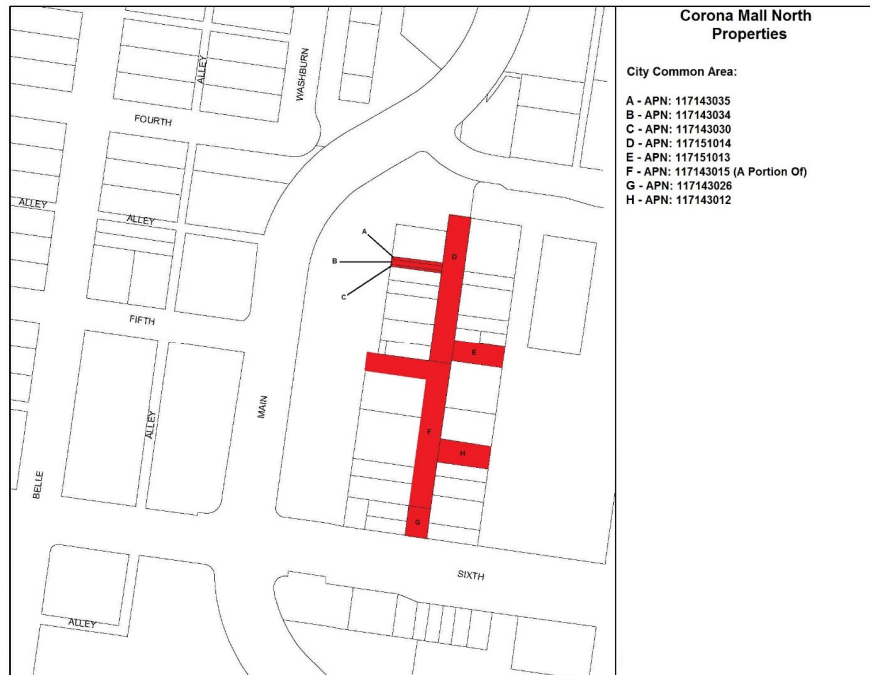 Corona Mall North
Properties
City Common Area:
A - APN: 117143035
B - APN: 117143034
C - APN: 117143030
D - APN: 117151014
E - APN: 117151013
F - APN: 117143015 (A Portion Of)
G - APN: 117143026
H - APN: 117143012
ALLEY
WASHBURN
FOURTH
ALLEY
ALLEY
A
B
C
D
FIFTH
E
MAIN
ALLEY
F
H
BELLE
G
SIXTH
ALLEY